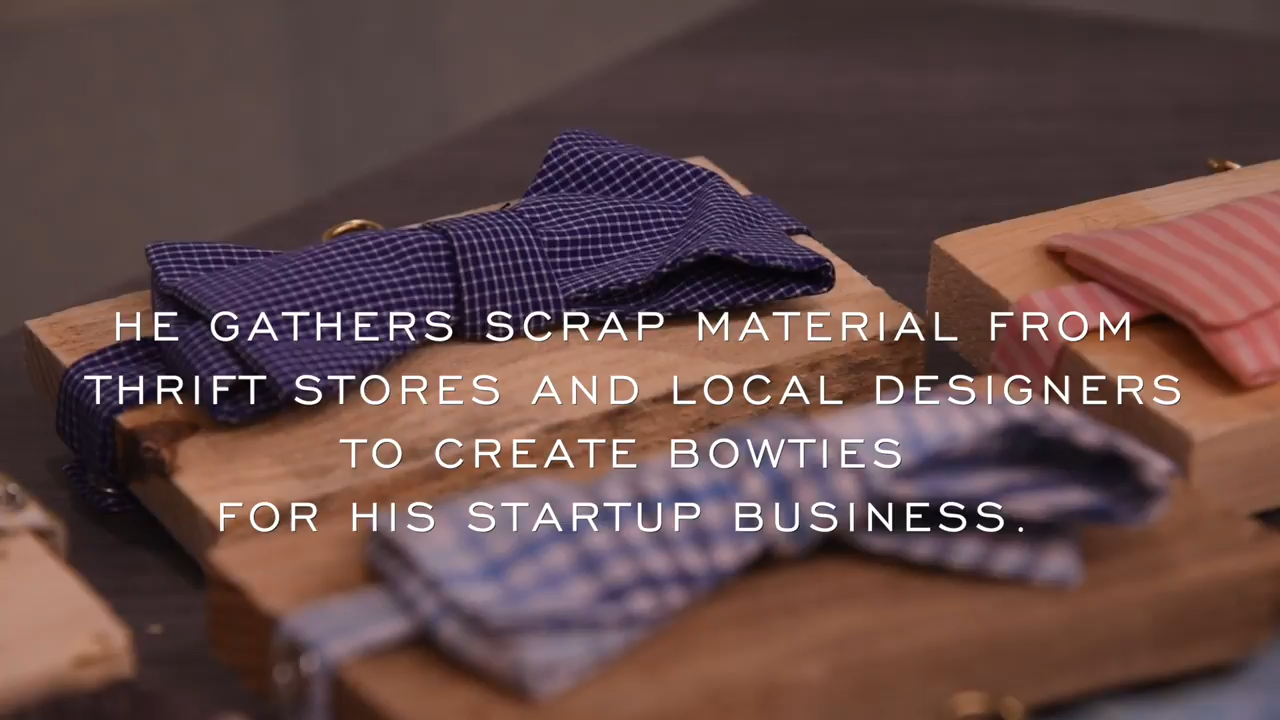 HE GATHERS SCRAP MATERIAL FROM
THRIFT STORES AND LOCAL DESIGNERS
TO CREATE BOWTIES
FOR HIS STARTUP BUSINESS.